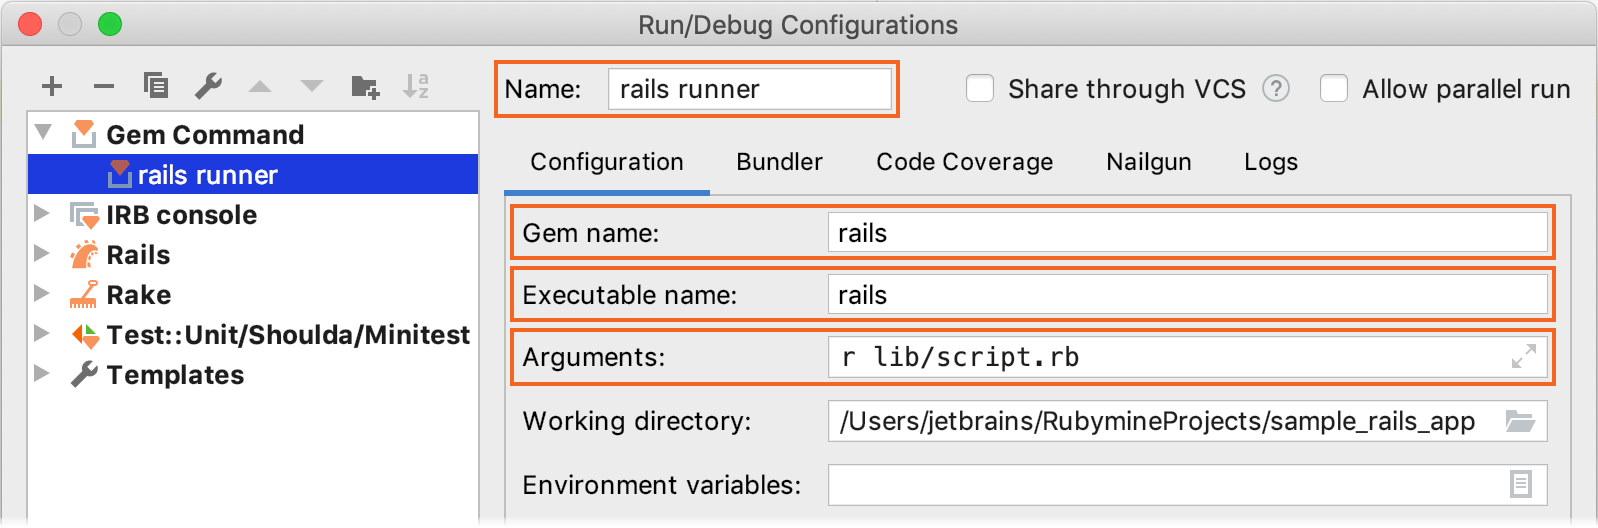 Run/Debug Configurations
Name: rails runner
Share through VCS ?
Allow parallel run
Gem Command
rails runner
IRB console
Rails
Rake
Test::Unit/Shoulda/Minitest
Templates
Configuration Bundler Code Coverage Nailgun Logs
Gem name: rails
Executable name: rails
Arguments: r lib/script.rb
Working directory: /Users/jetbrains/RubymineProjects/sample_rails_app
Environment variables: